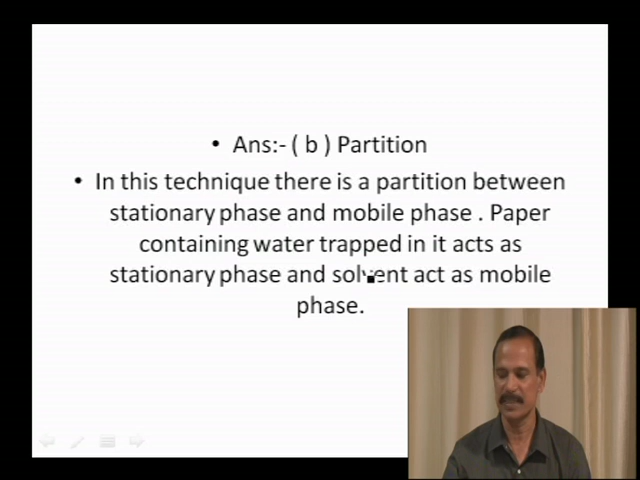 • Ans:- ( b ) Partition
• In this technique there is a partition between
stationary phase and mobile phase . Paper
containing water trapped in it acts as
stationary phase and solvent act as mobile
phase.